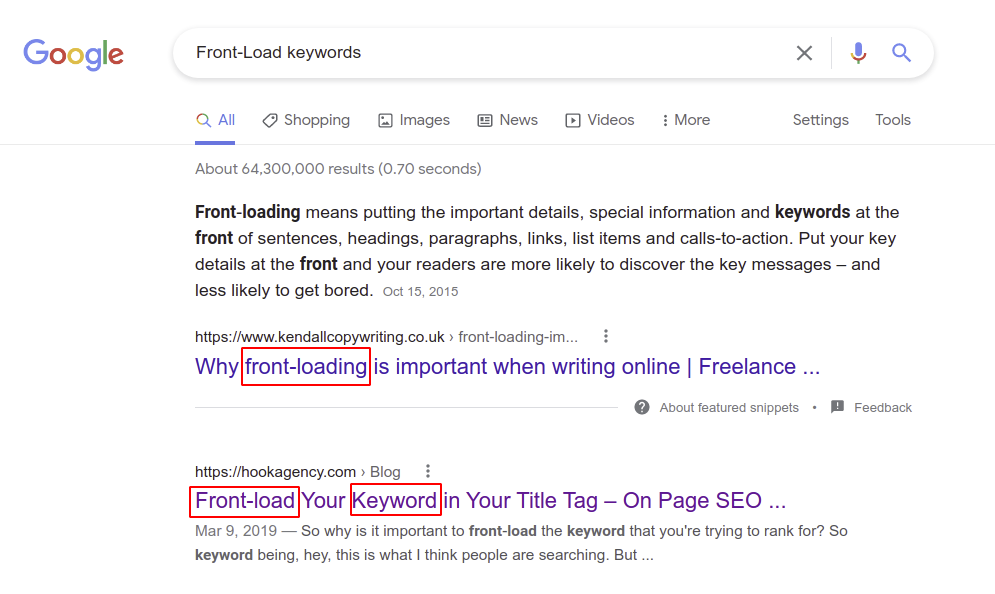 Google
Front-Load keywords
All Shopping Images News Videos More Settings Tools
About 64,300,000 results (0.70 seconds)
Front-loading means putting the important details, special information and keywords at the
front of sentences, headings, paragraphs, links, list items and calls-to-action. Put your key
details at the front and your readers are more likely to discover the key messages – and
less likely to get bored. Oct 15, 2015
https://www.kendallcopywriting.co.uk › front-loading-im...
Why front-loading is important when writing online | Freelance ...
About featured snippets • Feedback
https://hookagency.com › Blog
Front-load Your Keyword in Your Title Tag – On Page SEO ...
Mar 9, 2019 — So why is it important to front-load the keyword that you're trying to rank for? So
keyword being, hey, this is what I think people are searching. But ...